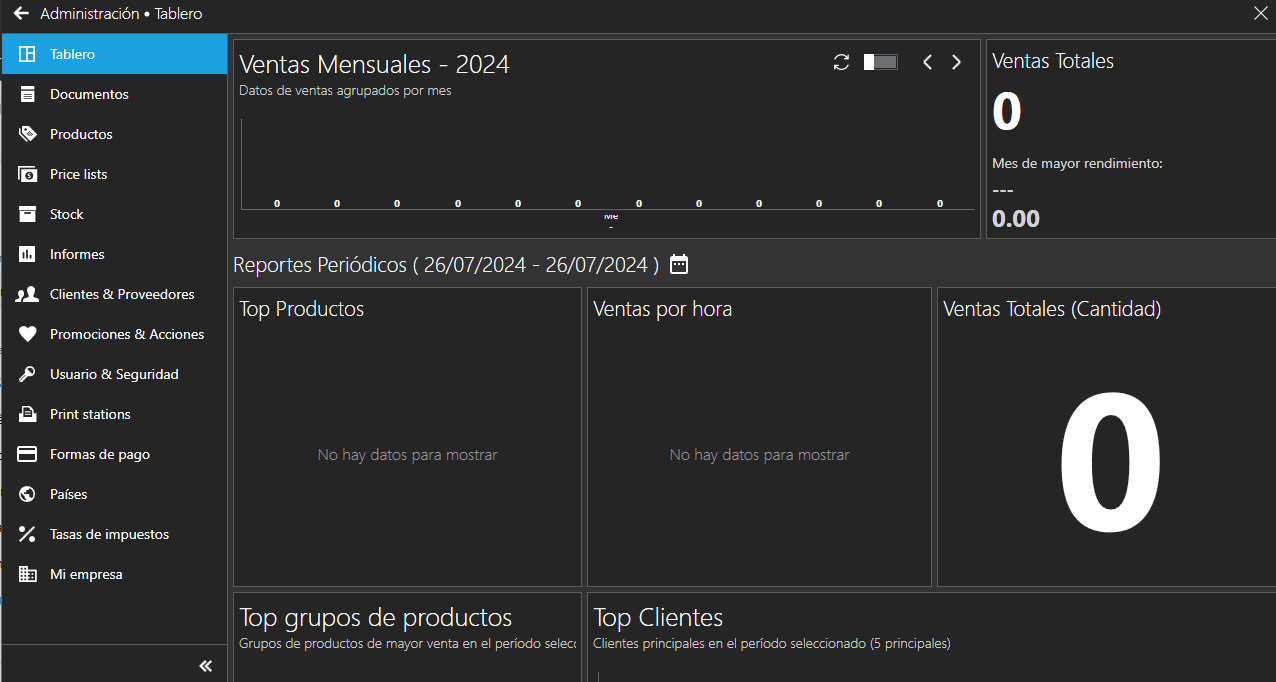 Administración • Tablero
Tablero
Documentos
Productos
Price lists
Stock
Informes
Clientes & Proveedores
Promociones & Acciones
Usuario & Seguridad
Print stations
Formas de pago
Países
Tasas de impuestos
Mi empresa
Ventas Mensuales - 2024
Datos de ventas agrupados por mes
0 0 0 0 0 0 0 0 0 0 0 0
Ventas Totales
0
Mes de mayor rendimiento:
---
0.00
Reportes Periódicos ( 26/07/2024 - 26/07/2024 )
Top Productos
No hay datos para mostrar
Ventas por hora
No hay datos para mostrar
Ventas Totales (Cantidad)
0
Top grupos de productos
Grupos de productos de mayor venta en el período selec
Top Clientes
Clientes principales en el período seleccionado (5 principales)